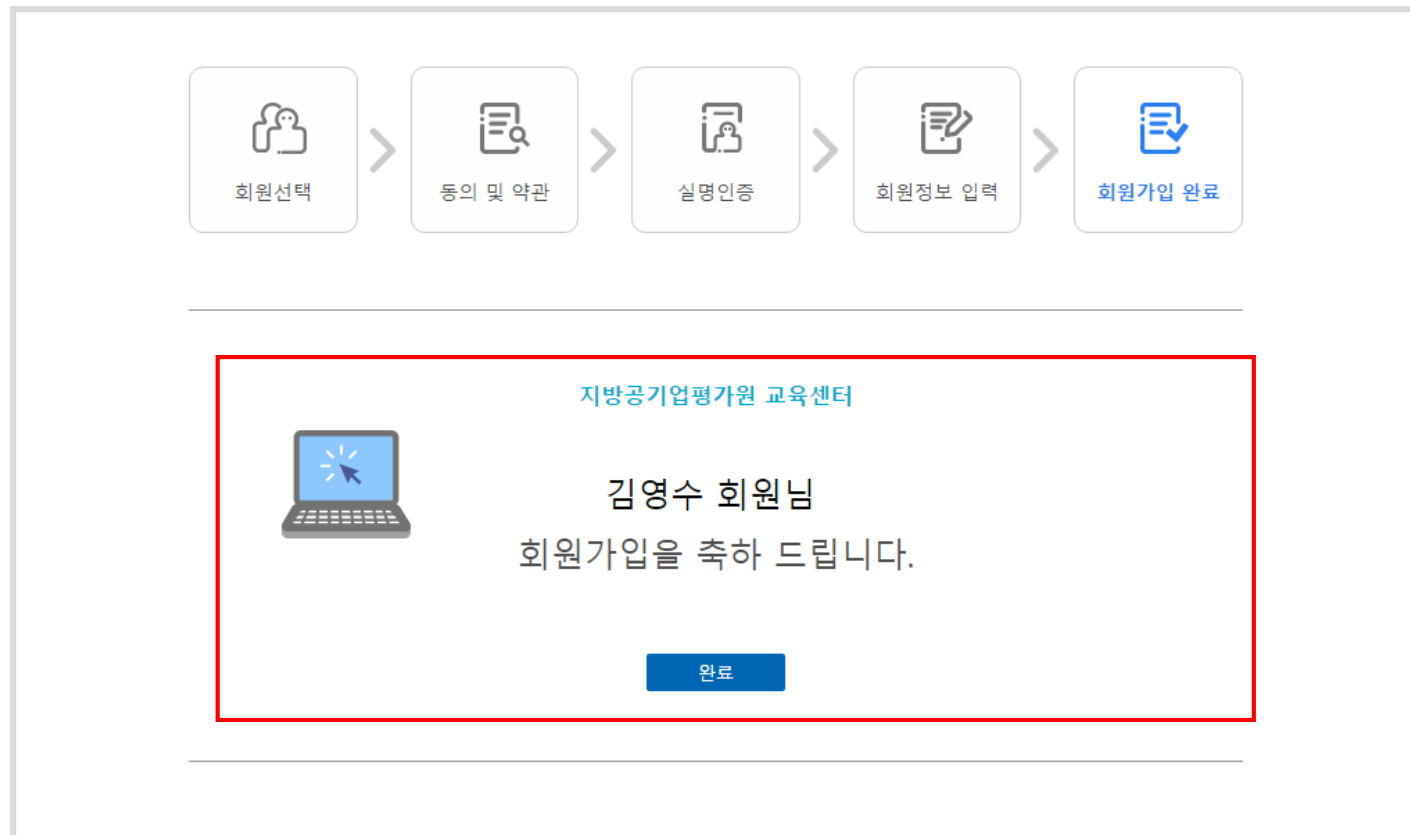 회원선택
동의 및 약관
실명인증
회원정보 입력
회원가입 완료
지방공기업평가원 교육센터
김영수 회원님
회원가입을 축하 드립니다.
완료